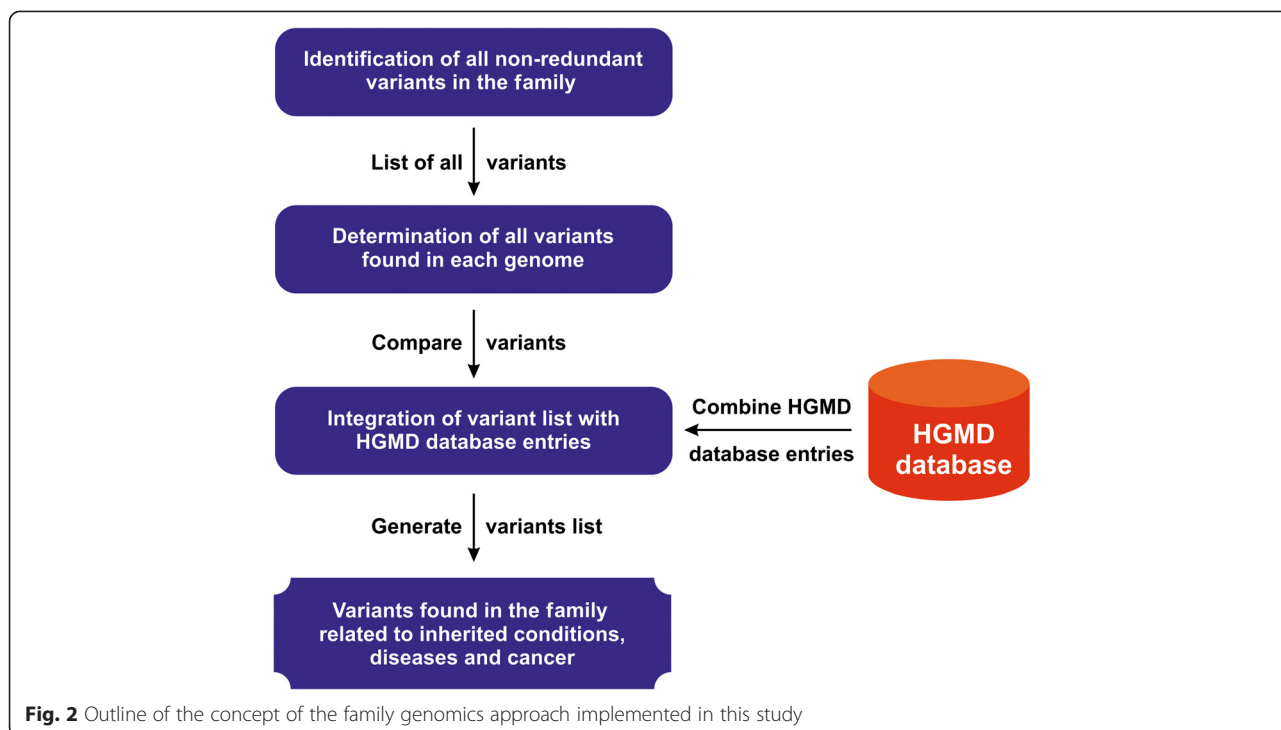 Identification of all non-redundant
variants in the family
List of all variants
Determination of all variants
found in each genome
Compare variants
Integration of variant list with
HGMD database entries
Combine HGMD
database entries
HGMD
database
Generate variants list
Variants found in the family
related to inherited conditions,
diseases and cancer
Fig. 2 Outline of the concept of the family genomics approach implemented in this study